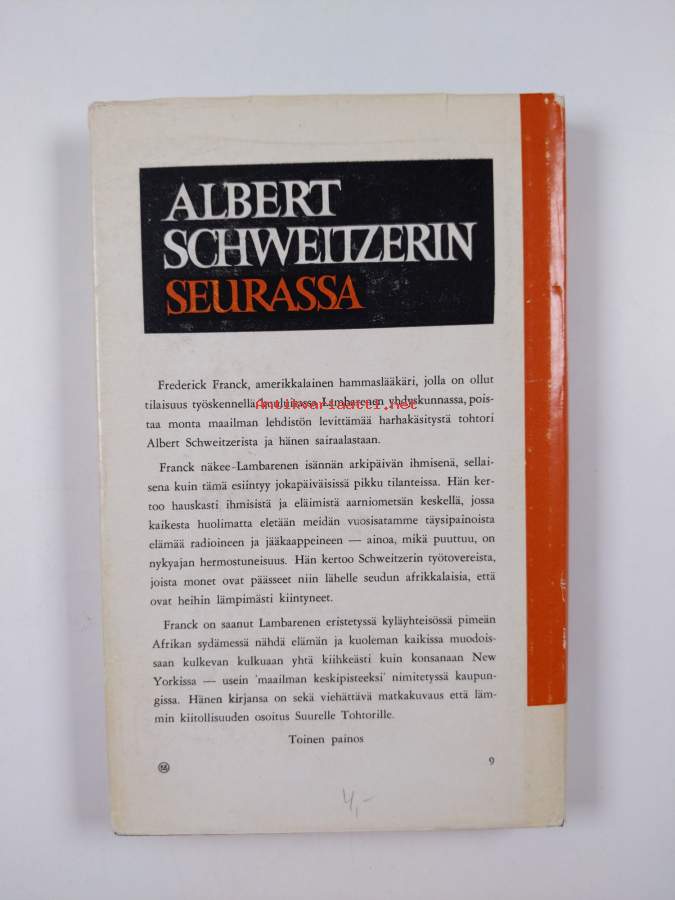 ALBERT
SCHWEITZERIN
SEURASSA
Frederick Franck, amerikkalainen hammaslääkäri, jolla on ollut
tilaisuus työskennellä kuuluisassa Lambarenen yhdyskunnassa, pois-
Antikvariaatti.net
taa monta maailman lehdistön levittämää harhakäsitystä tohtori
Albert Schweitzerista ja hänen sairaalastaan.
Franck näkee Lambarenen isännän arkipäivän ihmisenä, sellai-
sena kuin tämä esiintyy jokapäiväisissä pikku tilanteissa. Hän ker-
too hauskasti ihmisistä ja eläimistä aarniometsän keskellä, jossa
kaikesta huolimatta eletään meidän vuosisatamme täysipainoista
elämää radioineen ja jääkaappeineen — ainoa, mikä puuttuu, on
nykyajan hermostuneisuus. Hän kertoo Schweitzerin työtovereista,
joista monet ovat päässeet niin lähelle seudun afrikkalaisia, että
ovat heihin lämpimästi kiintyneet.
Franck on saanut Lambarenen eristetyssä kyläyhteisössä pimeän
Afrikan sydämessä nähdä elämän ja kuoleman kaikissa muodois-
saan kulkevan kulkuaan yhtä kiihkeästi kuin konsanaan New
Yorkissa — usein 'maailman keskipisteeksi' nimitetyssä kaupun-
gissa. Hänen kirjansa on sekä viehättävä matkakuvaus että läm-
min kiitollisuuden osoitus Suurelle Tohtorille.
Toinen painos
9
4,-